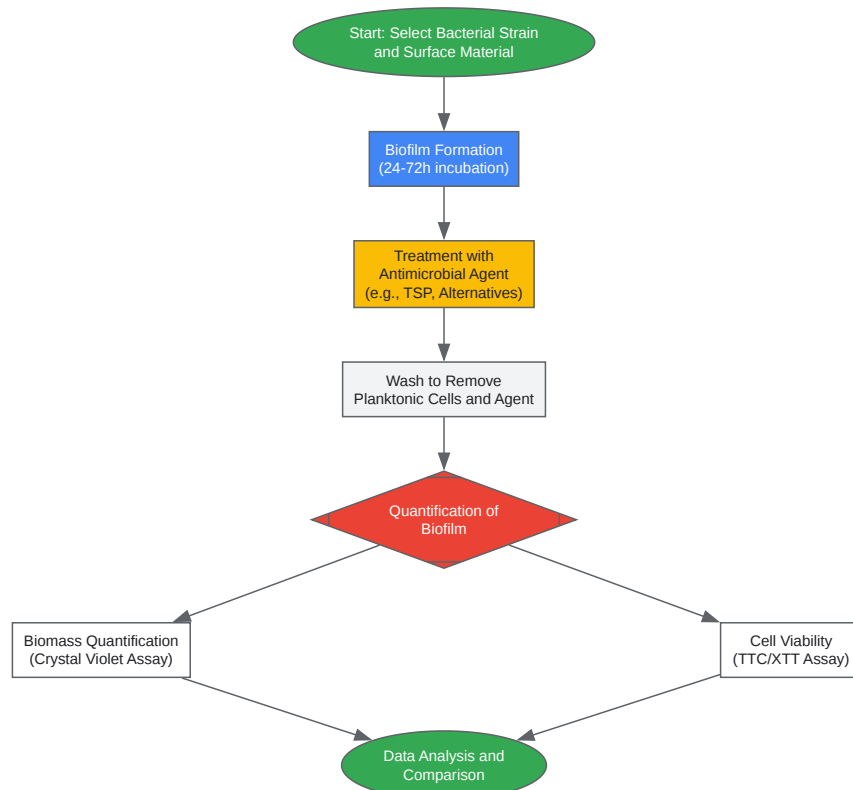 Start: Select Bacterial Strain
and Surface Material
Biofilm Formation
(24-72h incubation)
Treatment with
Antimicrobial Agent
(e.g., TSP, Alternatives)
Wash to Remove
Planktonic Cells and Agent
Quantification of
Biofilm
Biomass Quantification
(Crystal Violet Assay)
Cell Viability
(TTC/XTT Assay)
Data Analysis and
Comparison